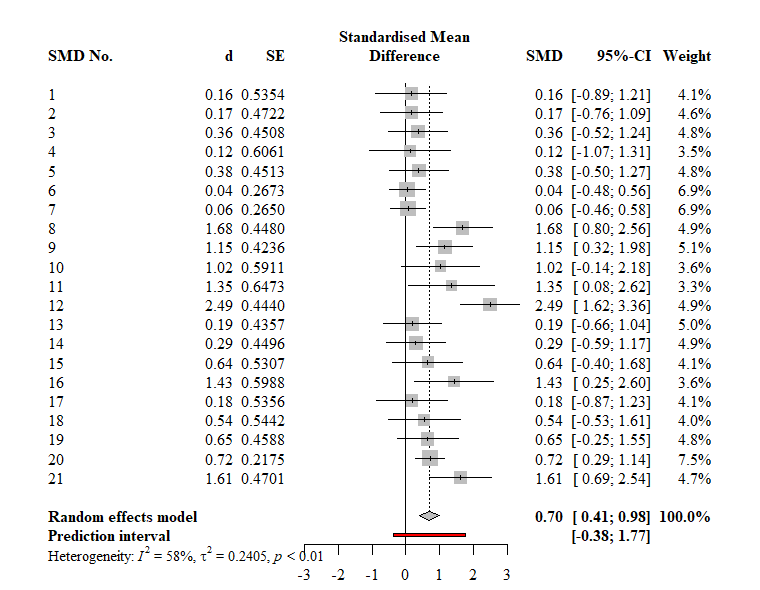 Standardised Mean
SMD No. d SE Difference SMD 95%-CI Weight
1 0.16 0.5354 0.16 [-0.89; 1.21] 4.1%
2 0.17 0.4722 0.17 [-0.76; 1.09] 4.6%
3 0.36 0.4508 0.36 [-0.52; 1.24] 4.8%
4 0.12 0.6061 0.12 [-1.07; 1.31] 3.5%
5 0.38 0.4513 0.38 [-0.50; 1.27] 4.8%
6 0.04 0.2673 0.04 [-0.48; 0.56] 6.9%
7 0.06 0.2650 0.06 [-0.46; 0.58] 6.9%
8 1.68 0.4480 1.68 [ 0.80; 2.56] 4.9%
9 1.15 0.4236 1.15 [ 0.32; 1.98] 5.1%
10 1.02 0.5911 1.02 [-0.14; 2.18] 3.6%
11 1.35 0.6473 1.35 [ 0.08; 2.62] 3.3%
12 2.49 0.4440 2.49 [ 1.62; 3.36] 4.9%
13 0.19 0.4357 0.19 [-0.66; 1.04] 5.0%
14 0.29 0.4496 0.29 [-0.59; 1.17] 4.9%
15 0.64 0.5307 0.64 [-0.40; 1.68] 4.1%
16 1.43 0.5988 1.43 [ 0.25; 2.60] 3.6%
17 0.18 0.5356 0.18 [-0.87; 1.23] 4.1%
18 0.54 0.5442 0.54 [-0.53; 1.61] 4.0%
19 0.65 0.4588 0.65 [-0.25; 1.55] 4.8%
20 0.72 0.2175 0.72 [ 0.29; 1.14] 7.5%
21 1.61 0.4701 1.61 [ 0.69; 2.54] 4.7%
Random effects model 0.70 [ 0.41; 0.98] 100.0%
Prediction interval [-0.38; 1.77]
Heterogeneity: I² = 58%, τ² = 0.2405, p < 0.01
-3 -2 -1 0 1 2 3